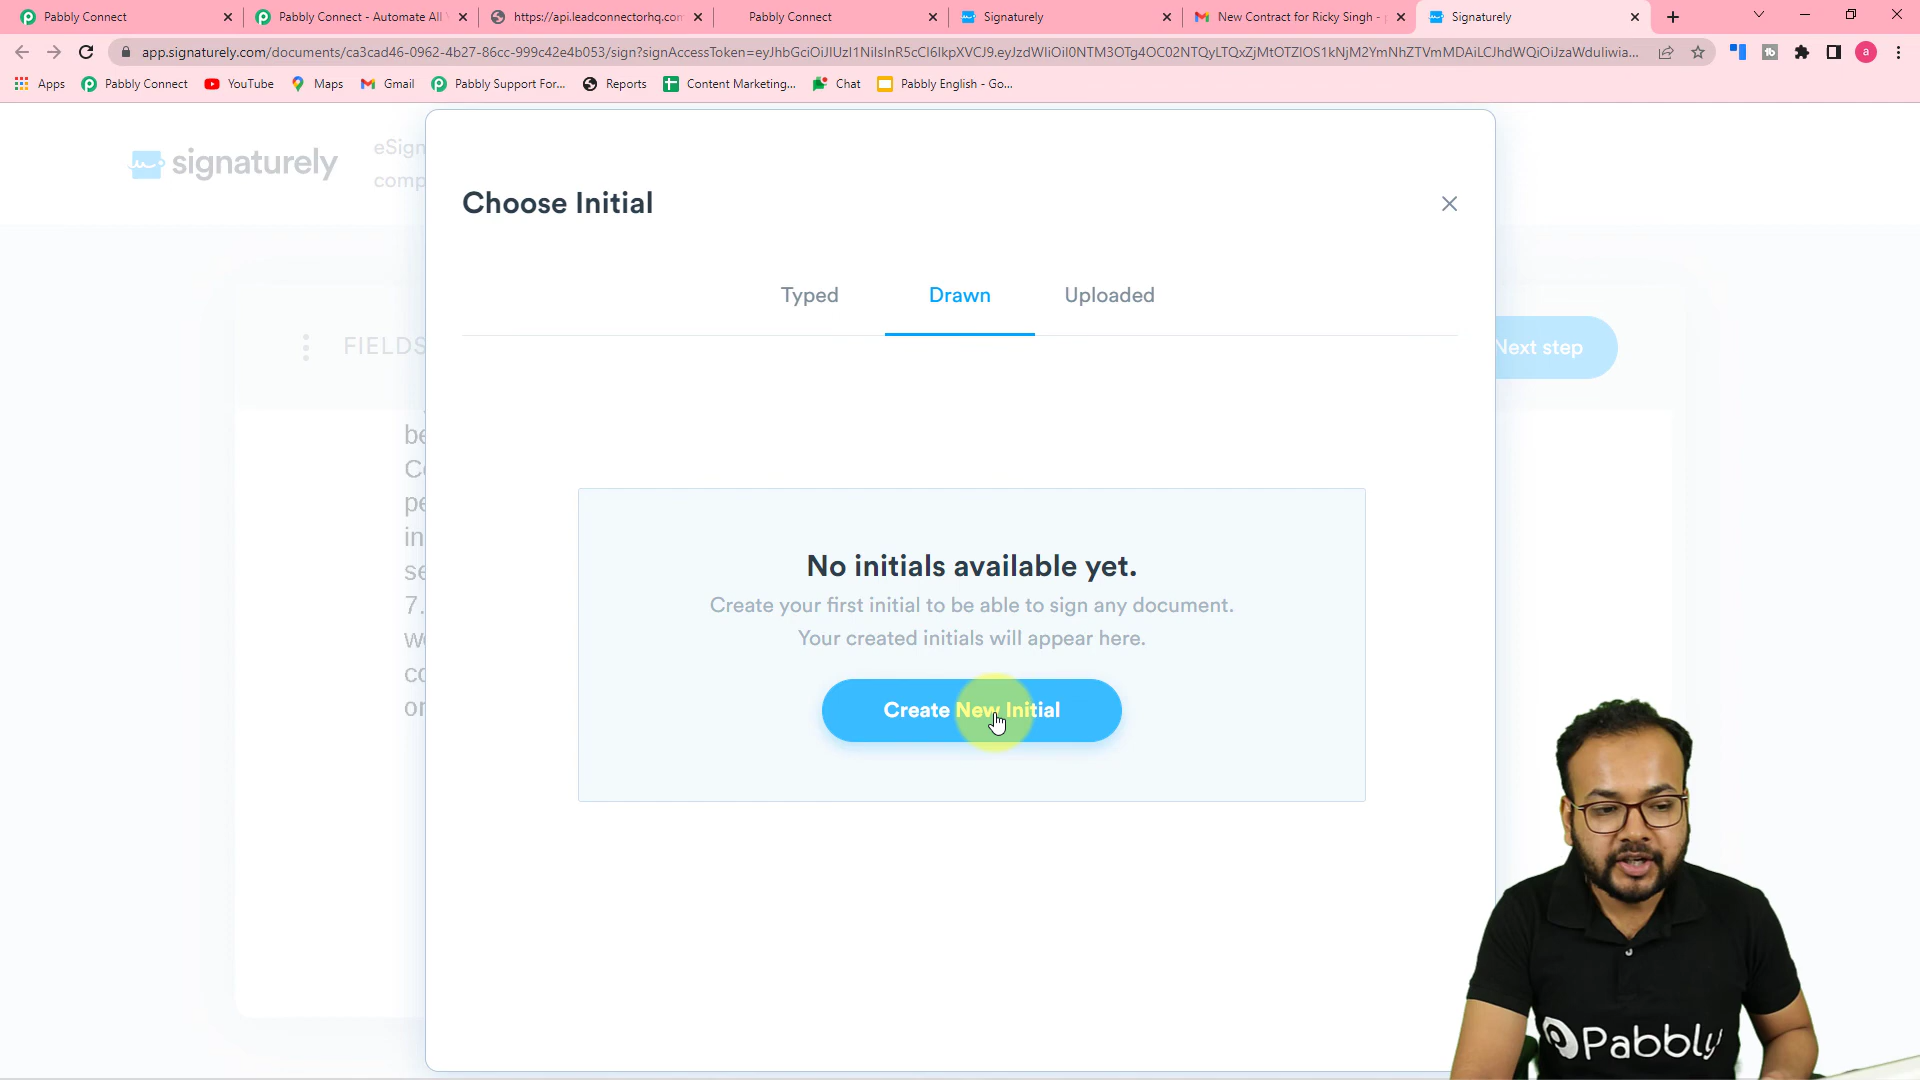 Pabbly Connect
Pabbly Connect - Automate All
https://api.leadconnectorhq.com
Pabbly Connect
Signaturely
New Contract for Ricky Singh -
Signaturely
app.signaturely.com/documents/ca3cad46-0962-4b27-86cc-999c42e4b053/sign?signAccessToken=
Apps
Pabbly Connect
YouTube
Maps
Gmail
Pabbly Support For...
Reports
Content Marketing...
Chat
Pabbly English - Go...
a
signaturely
eSign
comp
Choose Initial
Typed
Drawn
Uploaded
FIELDS
Next step
No initials available yet.
Create your first initial to be able to sign any document.
Your created initials will appear here.
Create New Initial
7.
Pabbly